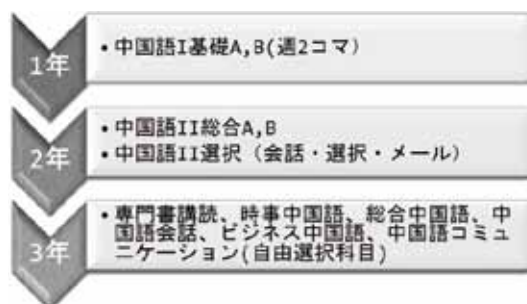 1年
・中国語I基礎A,B(週2コマ)
2年
・中国語II総合A,B
・中国語II選択（会話・選択・メール）
3年
・専門書講読、時事中国語、総合中国語、中
国語会話、ビジネス中国語、中国語コミュ
ニケーション(自由選択科目)